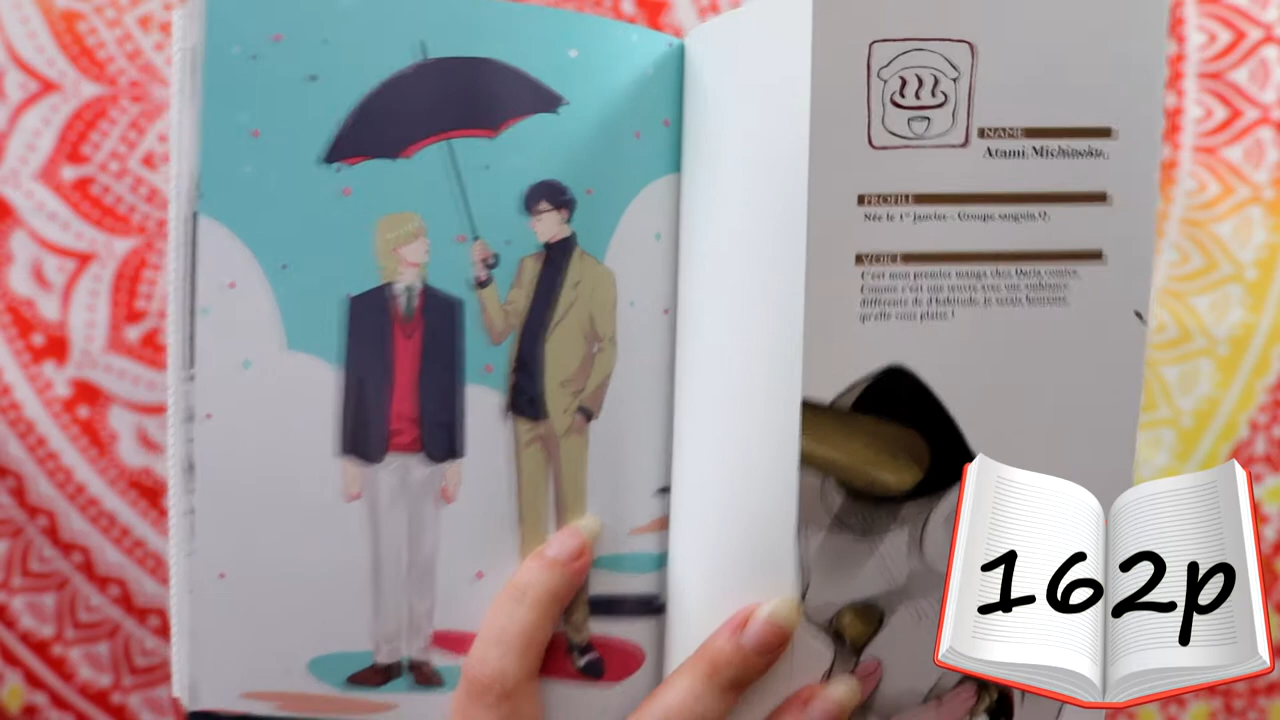 NAME
Atami Michinoku
PROFILE
Née le 1er janvier - Groupe sanguin O.
VOICE
C'est mon premier manga chez Daria comics.
Comme c'est une œuvre avec une ambiance
différente de d'habitude, je serais heureuse
qu'elle vous plaise !
162p